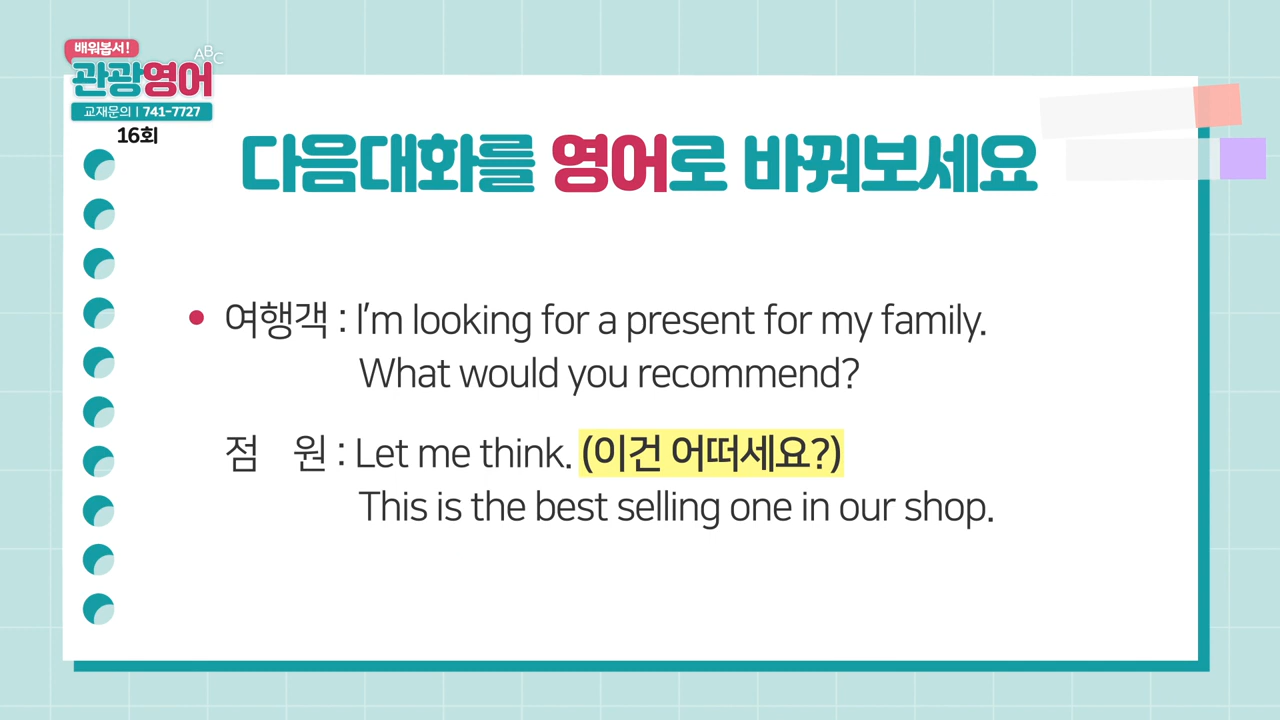 배워봅서!
ABC
관광영어
교재문의 | 741-7727
16회
다음대화를 영어로 바꿔보세요
여행객 : I'm looking for a present for my family.
What would you recommend?
점 원 : Let me think. (이건 어떠세요?)
This is the best selling one in our shop.